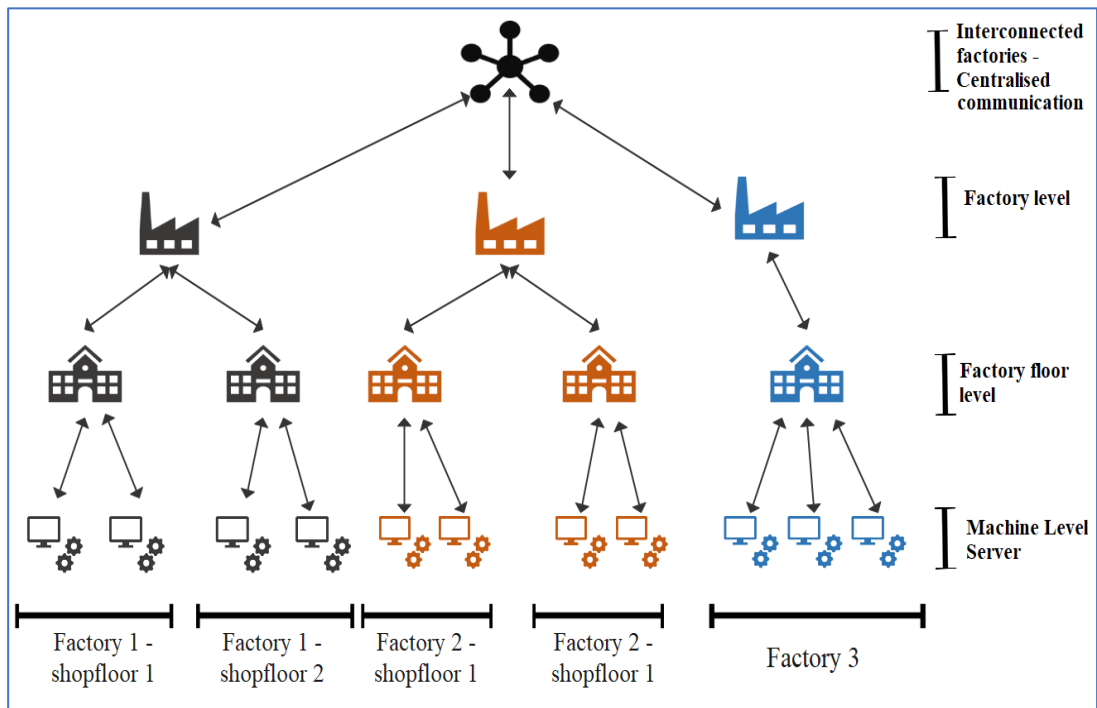 Interconnected
factories -
Centralised
communication
Factory level
Factory floor
level
Machine Level
Server
Factory 1 -
shopfloor 1
Factory 1 -
shopfloor 2
Factory 2 -
shopfloor 1
Factory 2 -
shopfloor 1
Factory 3